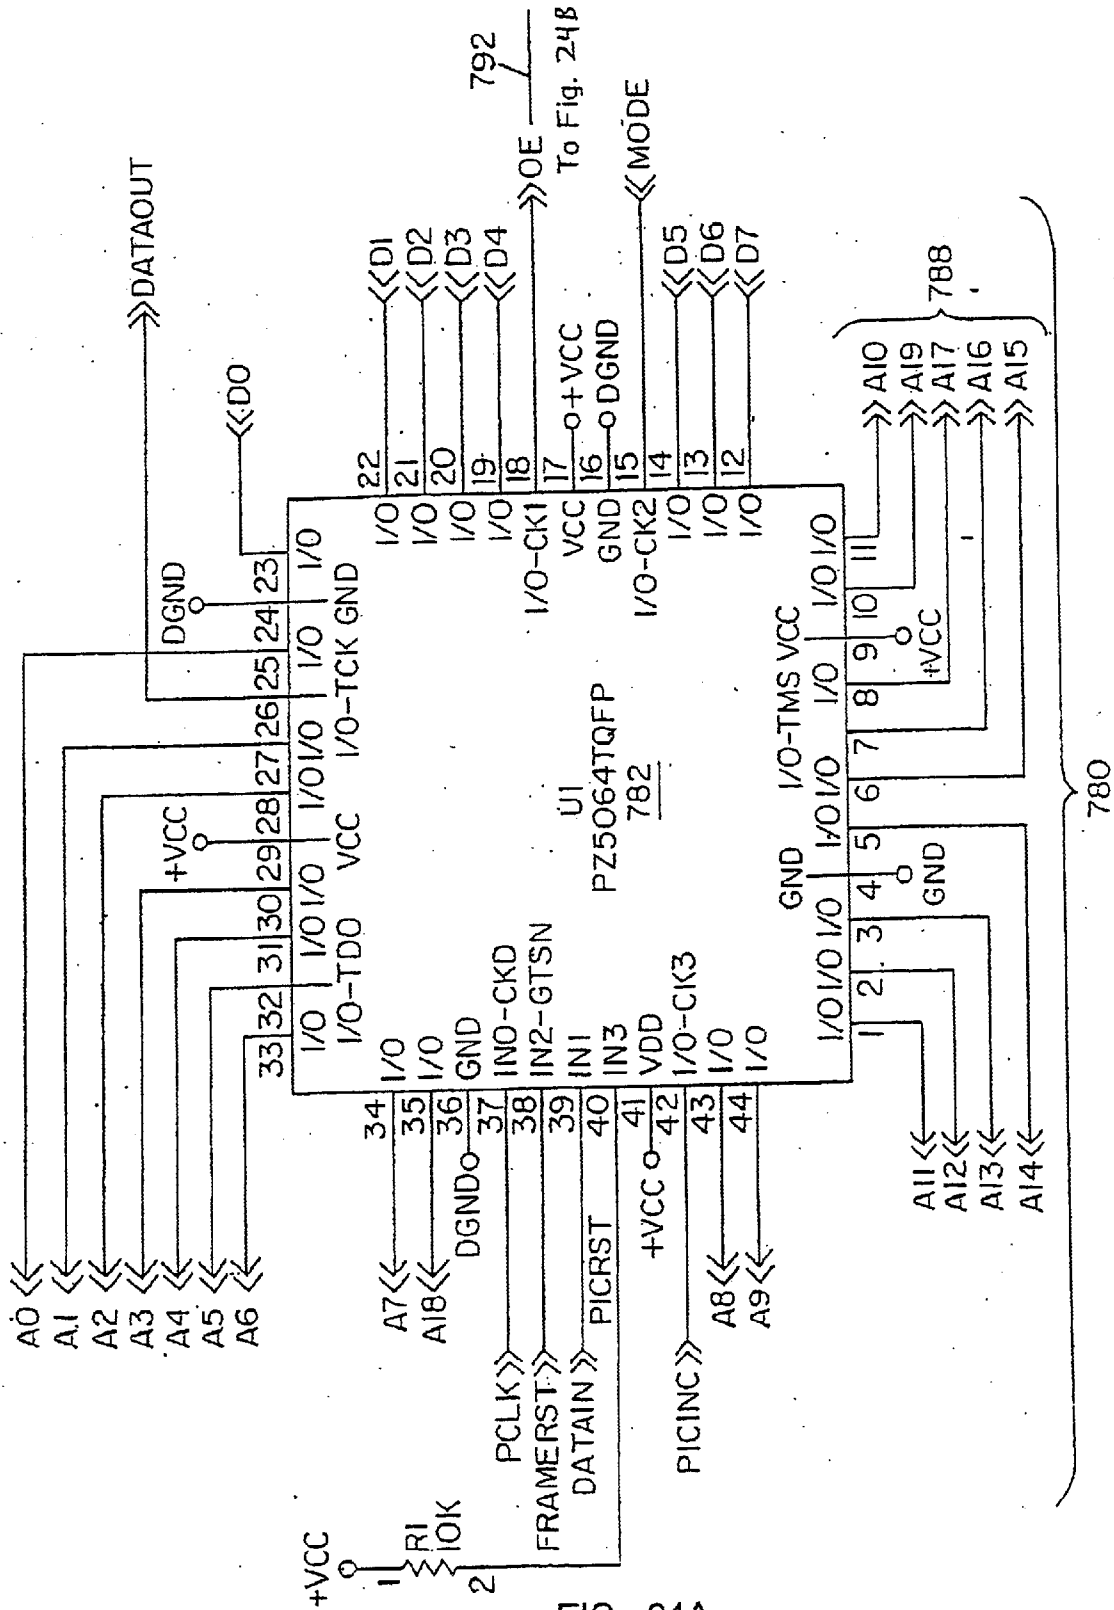 +VCC
1
R1
10K
2
A0
A1
A2
A3
A4
A5
A6
A7
A18
DGND
PCLK
FRAMERST
DATAIN
PICRST
+VCC
PICINC
A8
A9
A11
A12
A13
A14
33 32 31 30 29 28 27 26 25 24 23
I/O
I/O-TDO
I/O
I/O
VCC
I/O
I/O
I/O-TCK
I/O
GND
I/O
+VCC
DGND
D0
DATAOUT
34 I/O
35 I/O
36 GND
37 IN0-CKD
38 IN2-GTSN
39 IN1
40 IN3
41 VDD
42 I/O-CK3
43 I/O
44 I/O
U1
PZ5064TQFP
782
I/O 22 D1
I/O 21 D2
I/O 20 D3
I/O 19 D4
I/O-CK1 18 OE
VCC 17 +VCC
GND 16 DGND
I/O-CK2 15 MODE
I/O 14 D5
I/O 13 D6
I/O 12 D7
792
To Fig. 24B
I/O
I/O
I/O
GND
I/O
I/O
I/O-TMS
I/O
VCC
I/O
I/O
1 2 3 4 5 6 7 8 9 10 11
GND
+VCC
A10
A19
A17
A16
A15
788
780